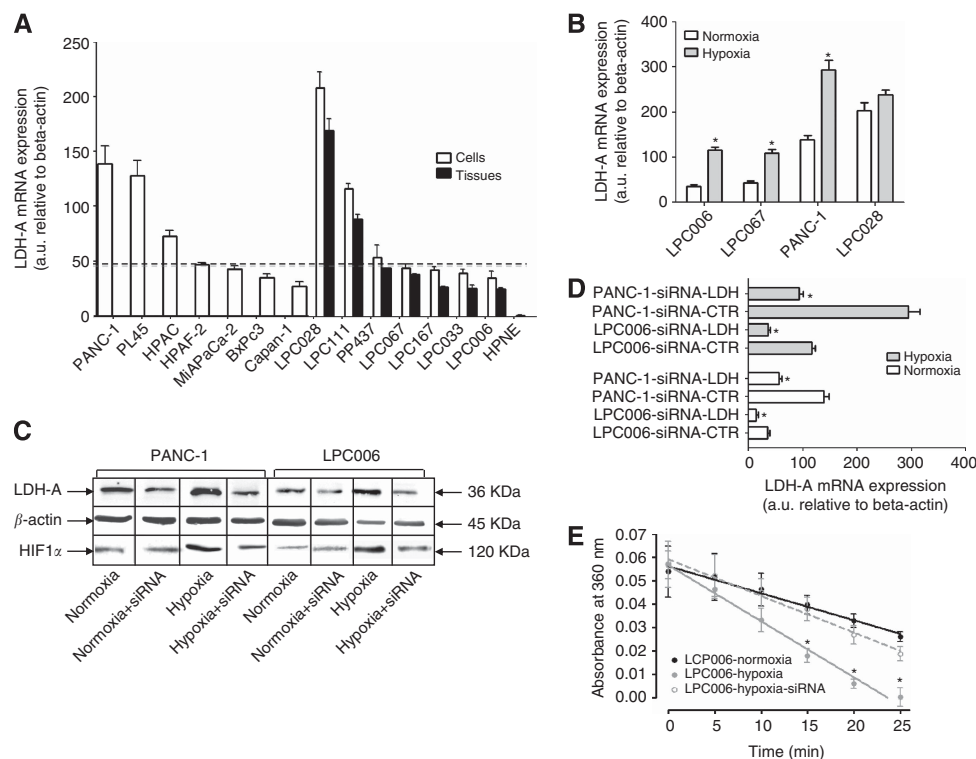 A
LDH-A mRNA expression
(a.u. relative to beta-actin)
250
200
150
100
50
0
Cells
Tissues
PANC-1
PL45
HPAC
HPAF-2
MiAPaCa-2
BxPc3
Capan-1
LPC028
LPC111
PP437
LPC067
LPC167
LPC033
LPC006
HPNE
B
Normoxia
Hypoxia
LDH-A mRNA expression
(a.u. relative to beta-actin)
400
300
200
100
0
*
*
*
LPC006
LPC067
PANC-1
LPC028
C
PANC-1
LPC006
LDH-A
36 KDa
β-actin
45 KDa
HIF1α
120 KDa
Normoxia
Normoxia+siRNA
Hypoxia
Hypoxia+siRNA
Normoxia
Normoxia+siRNA
Hypoxia
Hypoxia+siRNA
D
PANC-1-siRNA-LDH
*
PANC-1-siRNA-CTR
LPC006-siRNA-LDH
*
LPC006-siRNA-CTR
PANC-1-siRNA-LDH
*
PANC-1-siRNA-CTR
LPC006-siRNA-LDH
*
LPC006-siRNA-CTR
Hypoxia
Normoxia
0 100 200 300 400
LDH-A mRNA expression
(a.u. relative to beta-actin)
E
Absorbance at 360 nm
0.07
0.06
0.05
0.04
0.03
0.02
0.01
0.00
*
*
*
LCP006-normoxia
LPC006-hypoxia
LPC006-hypoxia-siRNA
0 5 10 15 20 25
Time (min)